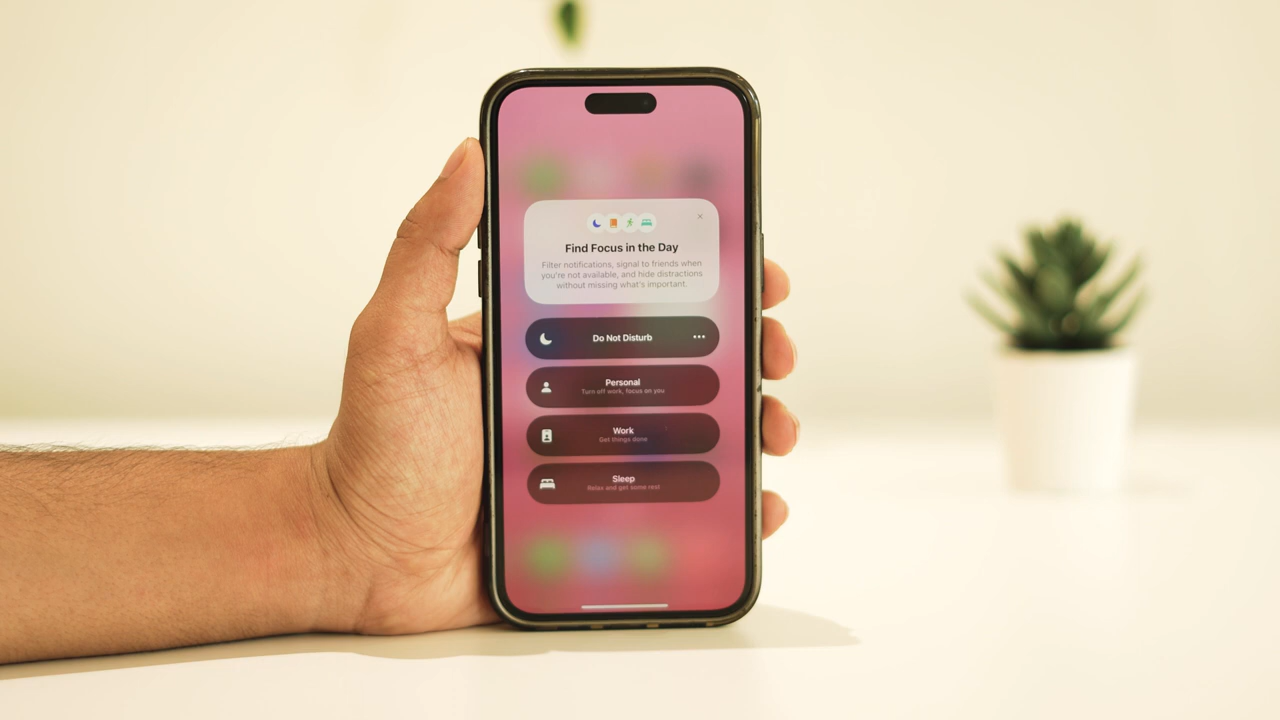 Find Focus in the Day
Filter notifications, signal to friends when
you're not available, and hide distractions
without missing what's important.
Do Not Disturb
Personal
Turn off work, focus on you
Work
Get things done
Sleep
Relax and get some rest